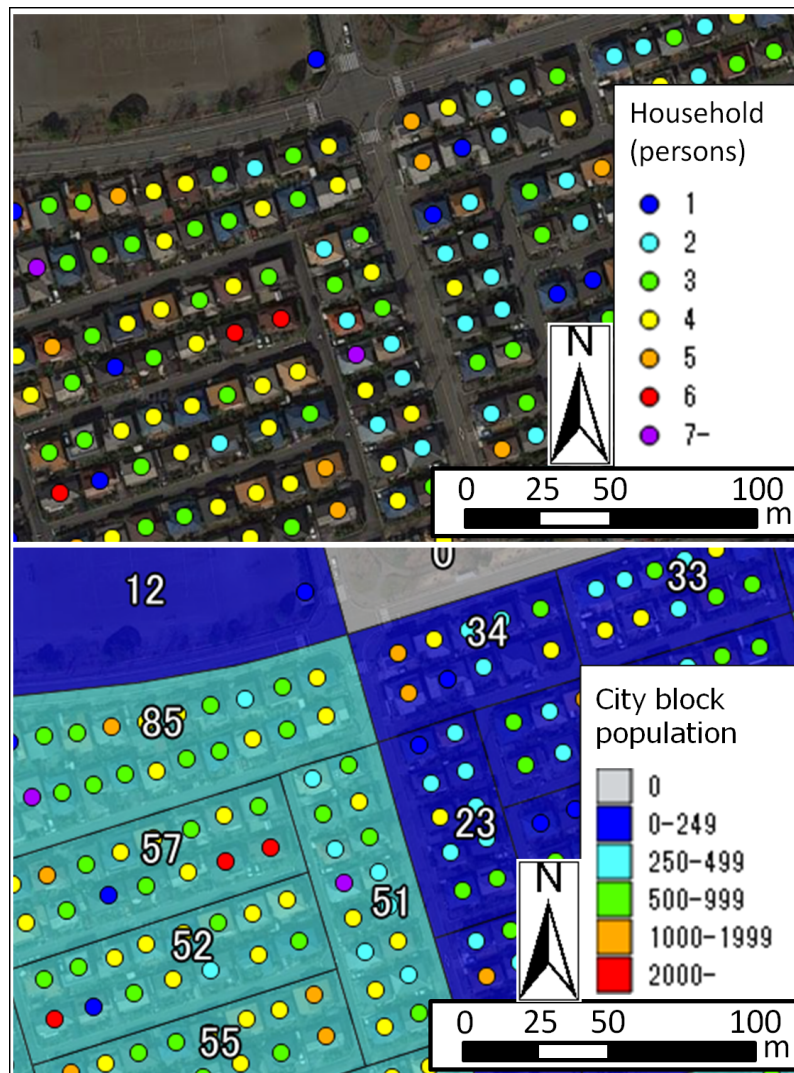 Household
(persons)
1
2
3
4
5
6
7-
N
0 25 50 100
m
12
0
34
33
85
23
57
51
52
55
City block
population
0
0-249
250-499
500-999
1000-1999
2000-
N
0 25 50 100
m